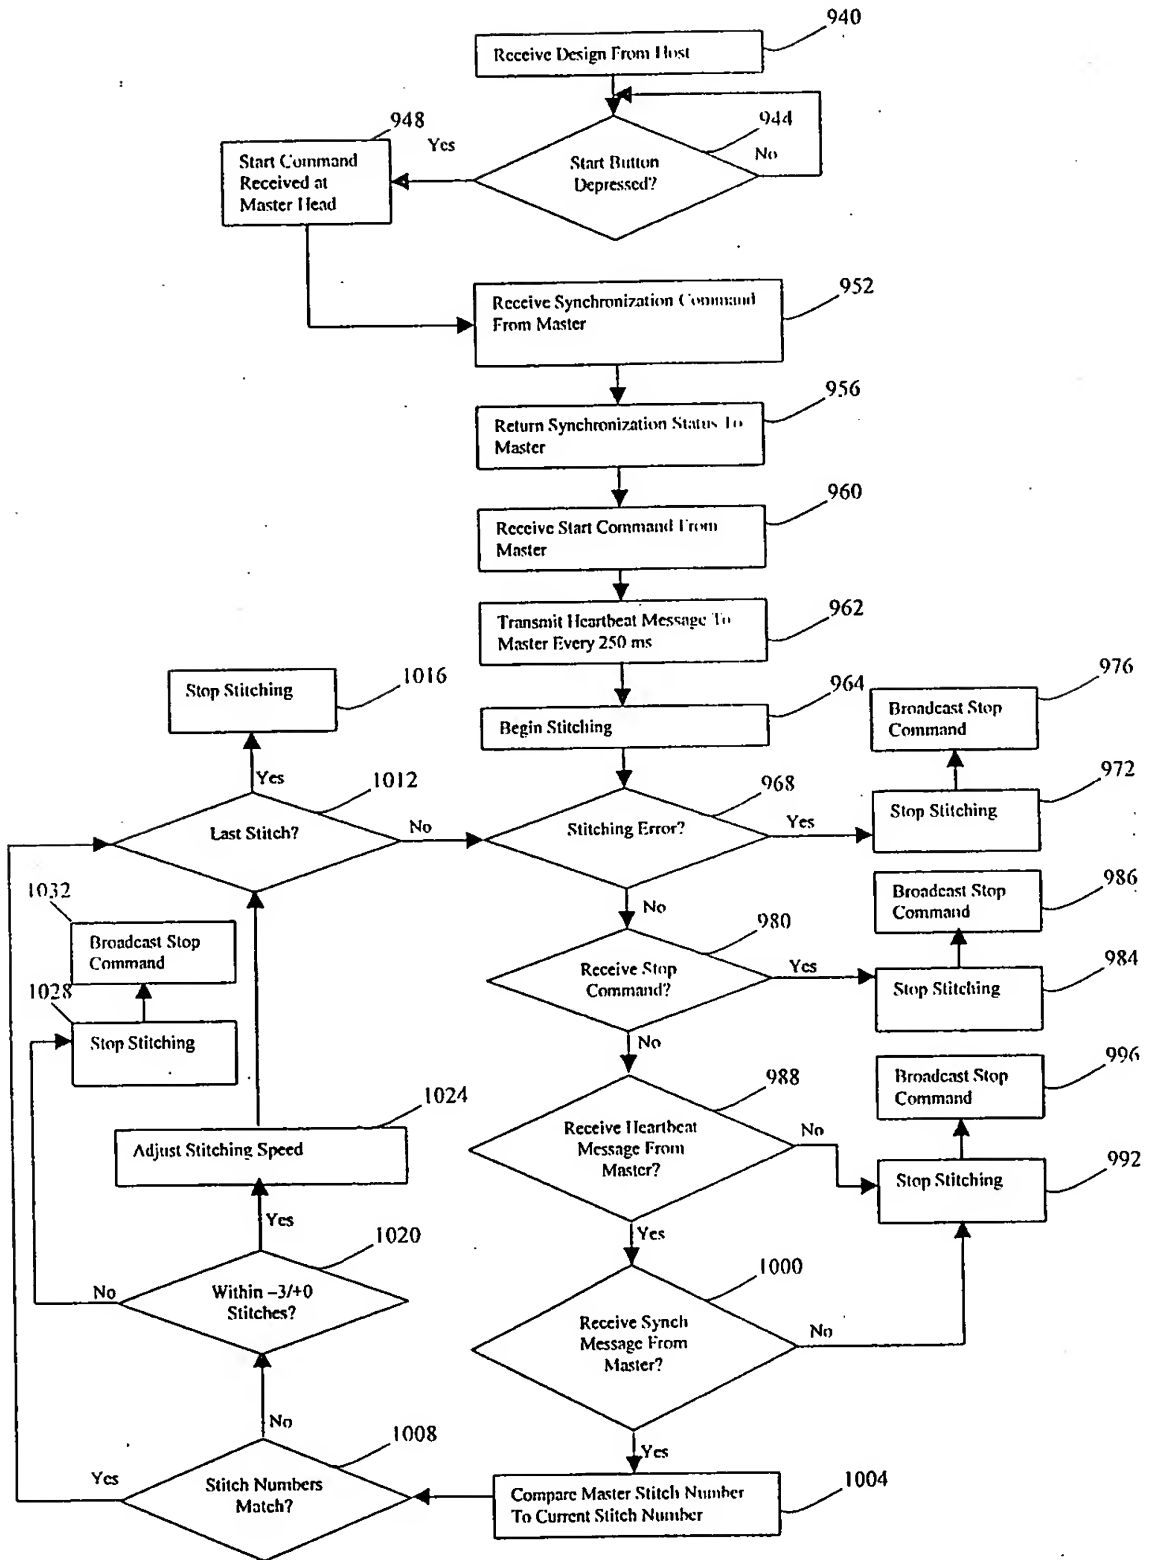 940
Receive Design From Host
948
944
Yes
No
Start Command
Received at
Master Head
Start Button
Depressed?
952
Receive Synchronization Command
From Master
956
Return Synchronization Status To
Master
960
Receive Start Command From
Master
962
Transmit Heartbeat Message To
Master Every 250 ms
1016
Stop Stitching
964
Begin Stitching
976
Broadcast Stop
Command
Yes
1012
Last Stitch?
No
968
Stitching Error?
Yes
972
Stop Stitching
No
986
Broadcast Stop
Command
1032
Broadcast Stop
Command
980
Receive Stop
Command?
Yes
984
Stop Stitching
1028
Stop Stitching
No
996
Broadcast Stop
Command
988
Receive Heartbeat
Message From
Master?
No
992
Stop Stitching
1024
Adjust Stitching Speed
Yes
Yes
1020
Within –3/+0
Stitches?
No
1000
Receive Synch
Message From
Master?
No
No
Yes
1008
Stitch Numbers
Match?
Yes
1004
Compare Master Stitch Number
To Current Stitch Number